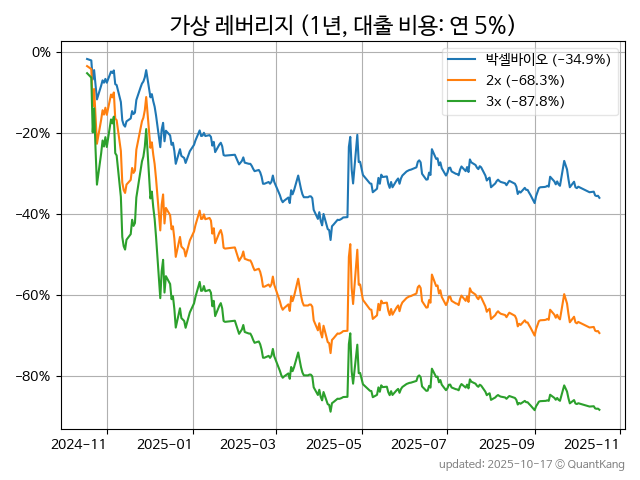 가상 레버리지 (1년, 대출 비용: 연 5%)
0%
−20%
−40%
−60%
−80%
박셀바이오 (−34.9%)
2x (−68.3%)
3x (−87.8%)
2024−11 2025−01 2025−03 2025−05 2025−07 2025−09 2025−11
updated: 2025-10-17 © QuantKang